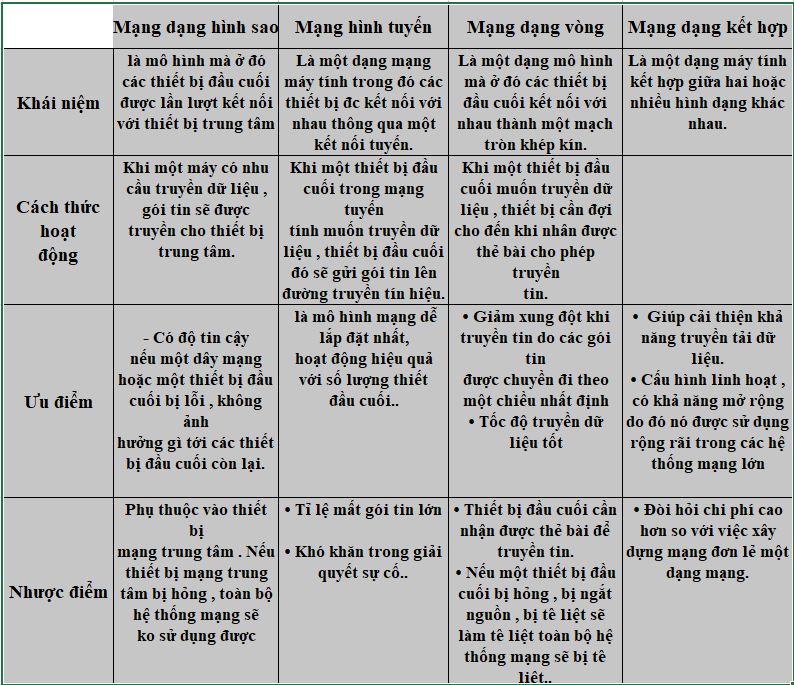 Mạng dạng hình sao
Mạng hình tuyến
Mạng dạng vòng
Mạng dạng kết hợp
Khái niệm
là mô hình mà ở đó
các thiết bị đầu cuối
được lần lượt kết nối
với thiết bị trung tâm
Là một dạng mạng
máy tính trong đó các
thiết bị đc kết nối với
nhau thông qua một
kết nối tuyến.
Là một dạng mô hình
mà ở đó các thiết bị
đầu cuối kết nối với
nhau thành một mạch
tròn khép kín.
Là một dạng máy tính
kết hợp giữa hai hoặc
nhiều hình dạng khác
nhau.
Cách thức
hoạt
động
Khi một máy có nhu
cầu truyền dữ liệu ,
gói tin sẽ được
truyền cho thiết bị
trung tâm.
Khi một thiết bị đầu
cuối trong mạng
tuyến
tính muốn truyền dữ
liệu , thiết bị đầu cuối
đó sẽ gửi gói tin lên
đường truyền tín hiệu.
Khi một thiết bị đầu
cuối muốn truyền dữ
liệu , thiết bị cần đợi
cho đến khi nhân được
thẻ bài cho phép
truyền
tin.
Ưu điểm
- Có độ tin cậy
nếu một dây mạng
hoặc một thiết bị đầu
cuối bị lỗi , không
ảnh
hưởng gì tới các thiết
bị đầu cuối còn lại.
là mô hình mạng dễ
lắp đặt nhất,
hoạt động hiệu quả
với số lượng thiết
đầu cuối..
• Giảm xung đột khi
truyền tin do các gói
tin
được chuyển đi theo
một chiều nhất định
• Tốc độ truyền dữ
liệu tốt
• Giúp cải thiện khả
năng truyền tải dữ
liệu.
• Cấu hình linh hoạt ,
có khả năng mở rộng
do đó nó được sử dụng
rộng rãi trong các hệ
thống mạng lớn
Nhược điểm
Phụ thuộc vào thiết
bị
mạng trung tâm . Nếu
thiết bị mạng trung
tâm bị hỏng , toàn bộ
hệ thống mạng sẽ
ko sử dụng được
• Tỉ lệ mất gói tin lớn
• Khó khăn trong giải
quyết sự cố..
• Thiết bị đầu cuối cần
nhận được thẻ bài để
truyền tin.
• Nếu một thiết bị đầu
cuối bị hỏng , bị ngắt
nguồn , bị tê liệt sẽ
làm tê liệt toàn bộ hệ
thống mạng sẽ bị tê
liệt..
• Đòi hỏi chi phí cao
hơn so với việc xây
dựng mạng đơn lẻ một
dạng mạng.